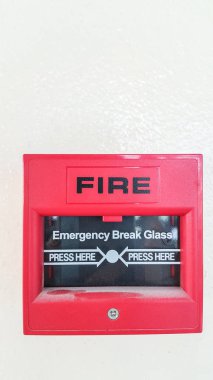 FIRE
Emergency Break Glass
PRESS HERE PRESS HERE